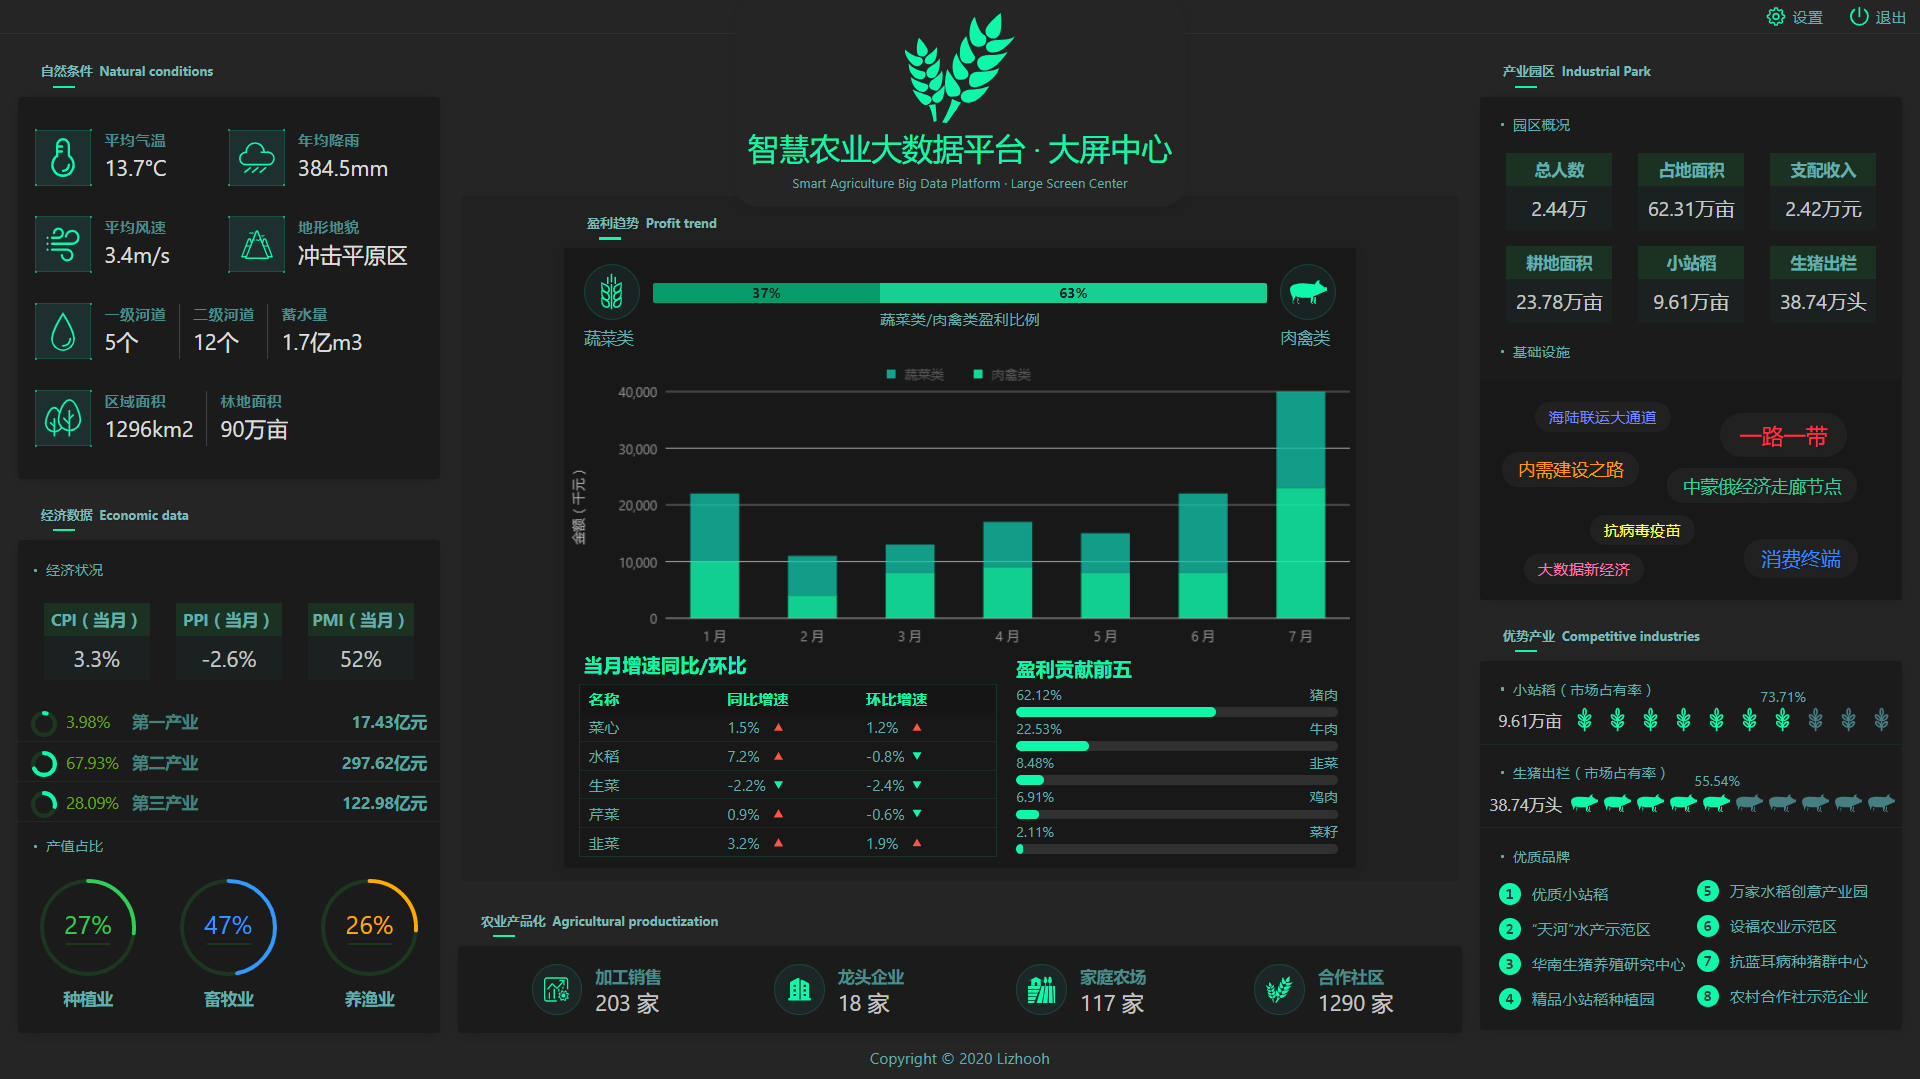 设置
退出
智慧农业大数据平台 · 大屏中心
Smart Agriculture Big Data Platform · Large Screen Center
自然条件 Natural conditions
平均气温
13.7°C
年均降雨
384.5mm
平均风速
3.4m/s
地形地貌
冲击平原区
一级河道
5个
二级河道
12个
蓄水量
1.7亿m3
区域面积
1296km2
林地面积
90万亩
经济数据 Economic data
· 经济状况
CPI（当月）
3.3%
PPI（当月）
-2.6%
PMI（当月）
52%
3.98% 第一产业 17.43亿元
67.93% 第二产业 297.62亿元
28.09% 第三产业 122.98亿元
· 产值占比
27%
47%
26%
种植业
畜牧业
养渔业
盈利趋势 Profit trend
37%
63%
蔬菜类
蔬菜类/肉禽类盈利比例
肉禽类
蔬菜类
肉禽类
金额（千元）
40,000
30,000
20,000
10,000
0
1 月
2 月
3 月
4 月
5 月
6 月
7 月
当月增速同比/环比
名称 同比增速 环比增速
菜心 1.5% ▲ 1.2% ▲
水稻 7.2% ▲ -0.8% ▼
生菜 -2.2% ▼ -2.4% ▼
芹菜 0.9% ▲ -0.6% ▼
韭菜 3.2% ▲ 1.9% ▲
盈利贡献前五
62.12% 猪肉
22.53% 牛肉
8.48% 韭菜
6.91% 鸡肉
2.11% 菜籽
农业产品化 Agricultural productization
加工销售
203 家
龙头企业
18 家
家庭农场
117 家
合作社区
1290 家
产业园区 Industrial Park
· 园区概况
总人数
2.44万
占地面积
62.31万亩
支配收入
2.42万元
耕地面积
23.78万亩
小站稻
9.61万亩
生猪出栏
38.74万头
· 基础设施
海陆联运大通道
一路一带
内需建设之路
中蒙俄经济走廊节点
抗病毒疫苗
消费终端
大数据新经济
优势产业 Competitive industries
· 小站稻（市场占有率）
73.71%
9.61万亩
· 生猪出栏（市场占有率）
55.54%
38.74万头
· 优质品牌
1 优质小站稻
2 “天河”水产示范区
3 华南生猪养殖研究中心
4 精品小站稻种植园
5 万家水稻创意产业园
6 设福农业示范区
7 抗蓝耳病种猪群中心
8 农村合作社示范企业
Copyright © 2020 Lizhooh